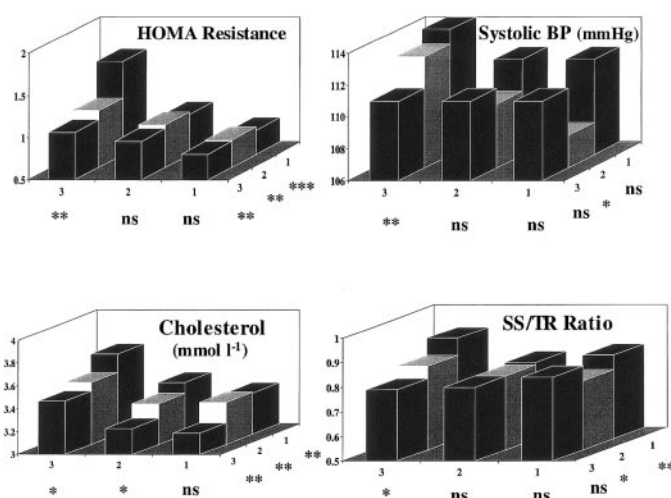 HOMA Resistance
2
1.5
1
0.5
3 2 1
3 2 1
** ns ns
** ** ***
Systolic BP (mmHg)
114
112
110
108
106
3 2 1
3 2 1
** ns ns
ns * ns
Cholesterol
(mmol l-1)
4
3.8
3.6
3.4
3.2
3
3 2 1
3 2 1
* * ns
** ** **
SS/TR Ratio
1
0.9
0.8
0.7
0.6
0.5
3 2 1
3 2 1
* ns ns
ns * **